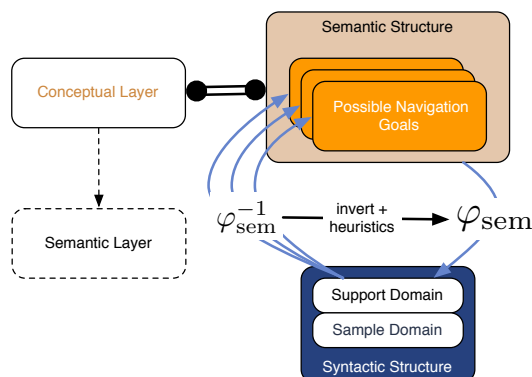 Semantic Structure
Conceptual Layer
Possible Navigation
Goals
φ_sem^{-1}
invert +
heuristics
φ_sem
Semantic Layer
Support Domain
Sample Domain
Syntactic Structure